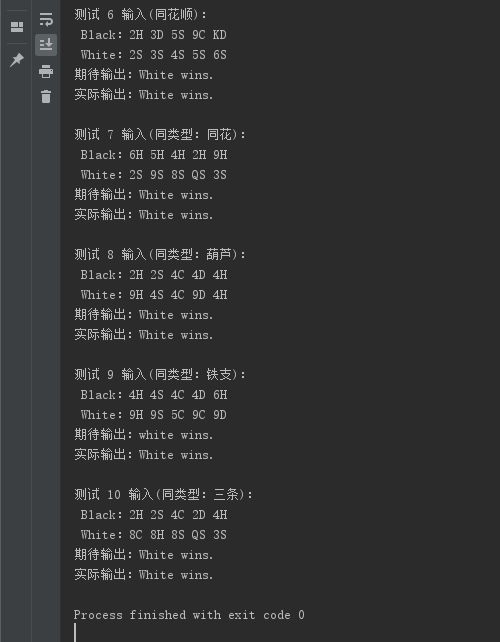 测试 6 输入(同花顺):
Black: 2H 3D 5S 9C KD
White: 2S 3S 4S 5S 6S
期待输出: White wins.
实际输出: White wins.
测试 7 输入(同类型: 同花):
Black: 6H 5H 4H 2H 9H
White: 2S 9S 8S QS 3S
期待输出: White wins.
实际输出: White wins.
测试 8 输入(同类型: 葫芦):
Black: 2H 2S 4C 4D 4H
White: 9H 4S 4C 9D 4H
期待输出: White wins.
实际输出: White wins.
测试 9 输入(同类型: 铁支):
Black: 4H 4S 4C 4D 6H
White: 9H 9S 5C 9C 9D
期待输出: white wins.
实际输出: White wins.
测试 10 输入(同类型: 三条):
Black: 2H 2S 4C 2D 4H
White: 8C 8H 8S QS 3S
期待输出: White wins.
实际输出: White wins.
Process finished with exit code 0